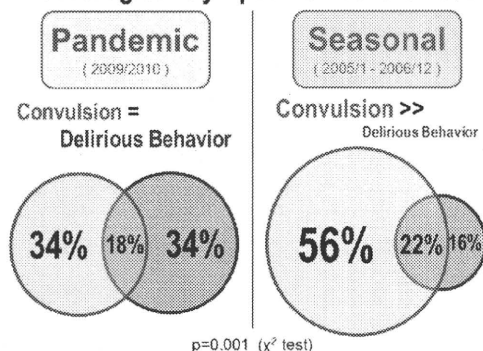 Pandemic
( 2009/2010 )
Convulsion =
Delirious Behavior
34%
18%
34%
Seasonal
( 2005/1 - 2006/12 )
Convulsion >>
Delirious Behavior
56%
22%
16%
p=0.001 (χ² test)